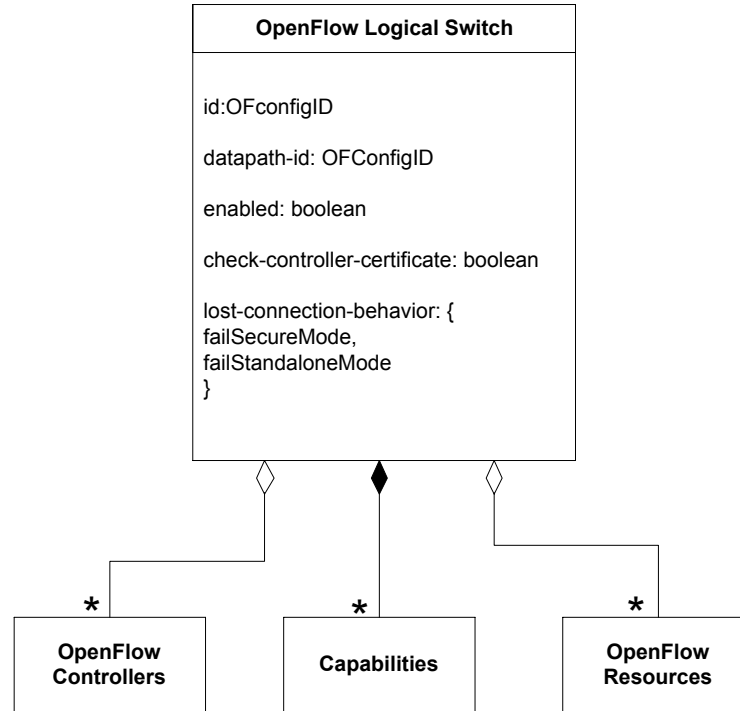 OpenFlow Logical Switch
id:OFconfigID
datapath-id: OFConfigID
enabled: boolean
check-controller-certificate: boolean
lost-connection-behavior: {
failSecureMode,
failStandaloneMode
}
*
*
*
OpenFlow
Controllers
Capabilities
OpenFlow
Resources